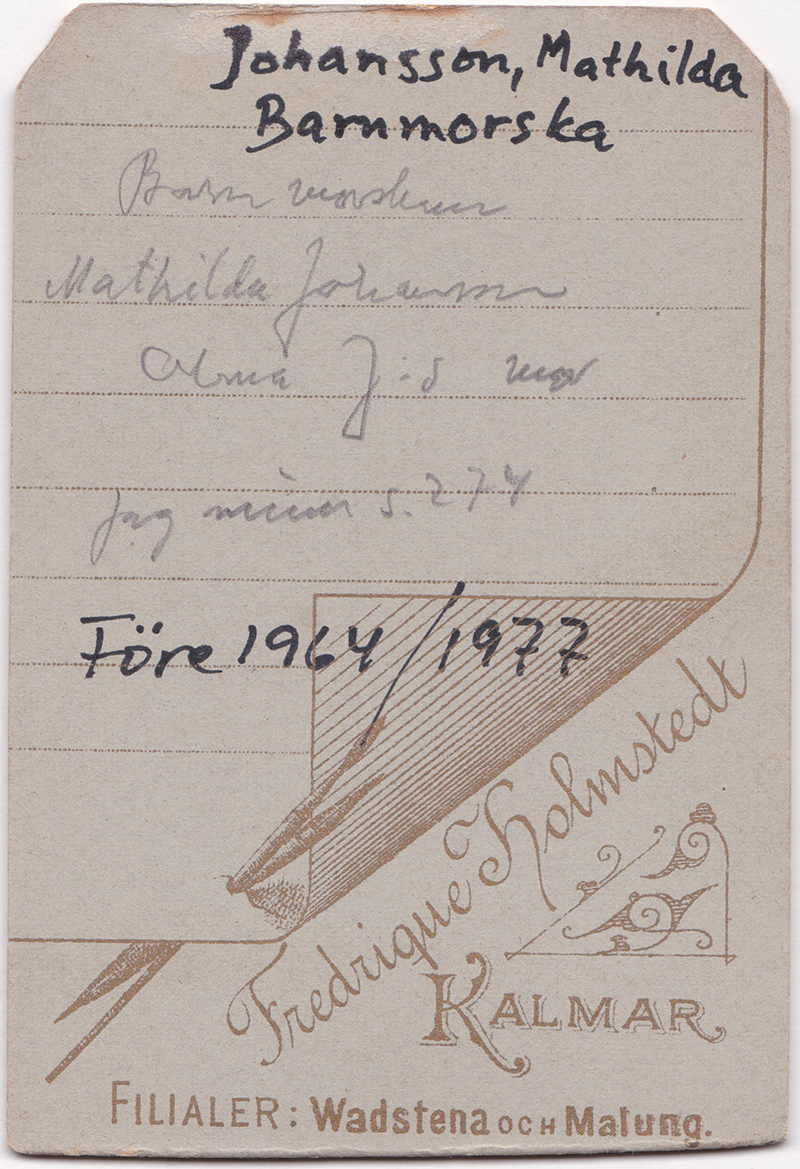 Johansson, Mathilda
Barnmorska
Barnmorskan
Mathilda Johansson
Alma J:s mor
Jag minns s. 274
Före 1964/1977
Fredrique Holmstedt
KALMAR
FILIALER: Wadstena OCH Malung.